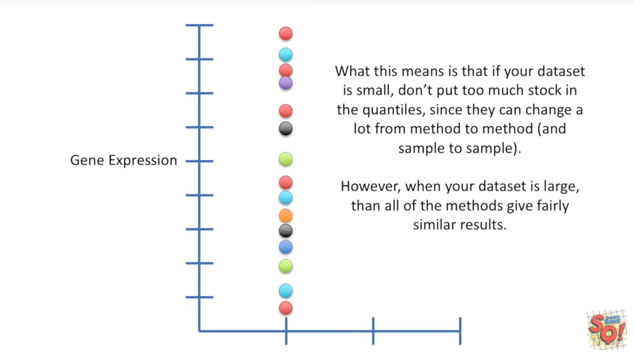 What this means is that if your dataset
is small, don't put too much stock in
the quantiles, since they can change a
lot from method to method (and
sample to sample).
Gene Expression
However, when your dataset is large,
than all of the methods give fairly
similar results.
SQ!